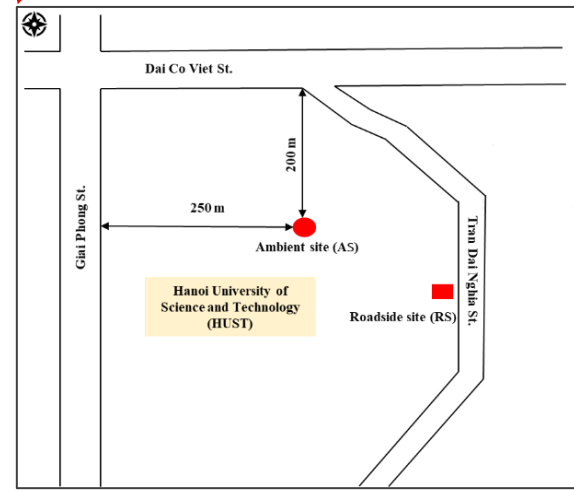 Dai Co Viet St.
200 m
250 m
Giai Phong St.
Ambient site (AS)
Tran Dai Nghia St.
Hanoi University of
Science and Technology
(HUST)
Roadside site (RS)